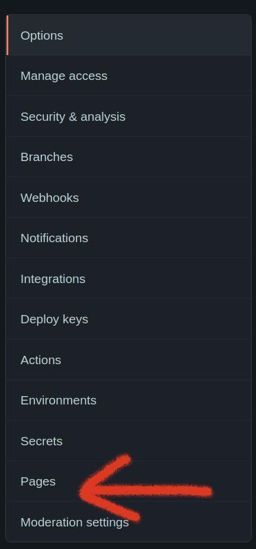 Options
Manage access
Security & analysis
Branches
Webhooks
Notifications
Integrations
Deploy keys
Actions
Environments
Secrets
Pages
Moderation settings